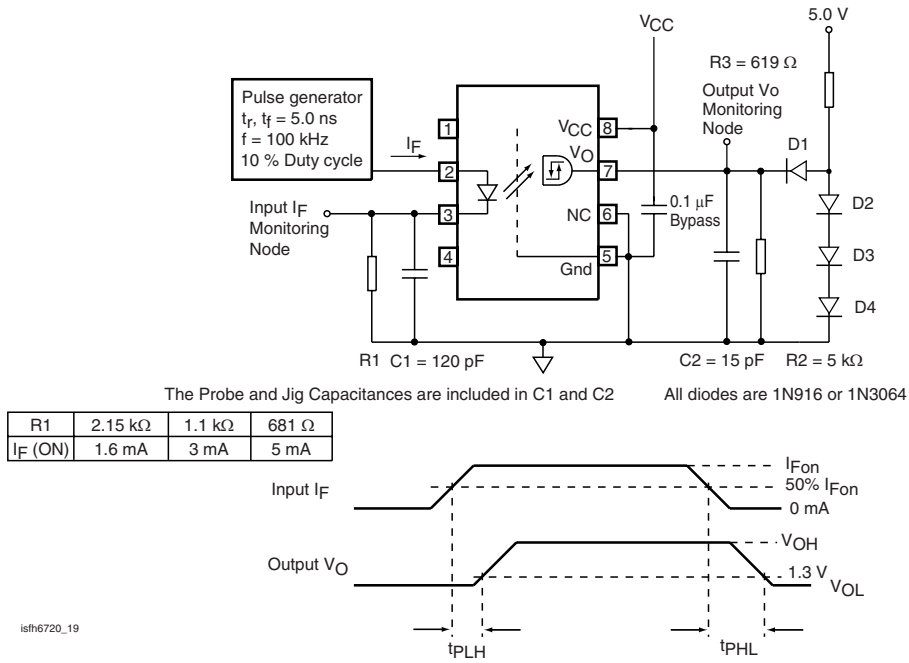 VCC
5.0 V
R3 = 619 Ω
Output Vo
Monitoring
Node
D1
Pulse generator
tr, tf = 5.0 ns
f = 100 kHz
10 % Duty cycle
IF
1
2
3
4
VCC
8
VO
7
NC
6
Gnd
5
0.1 μF
Bypass
D2
D3
D4
Input IF
Monitoring
Node
R1
C1 = 120 pF
C2 = 15 pF
R2 = 5 kΩ
The Probe and Jig Capacitances are included in C1 and C2
All diodes are 1N916 or 1N3064
R1 2.15 kΩ 1.1 kΩ 681 Ω
IF (ON) 1.6 mA 3 mA 5 mA
Input IF
IFon
50% IFon
0 mA
Output VO
VOH
1.3 V
VOL
tPLH
tPHL
isfh6720_19